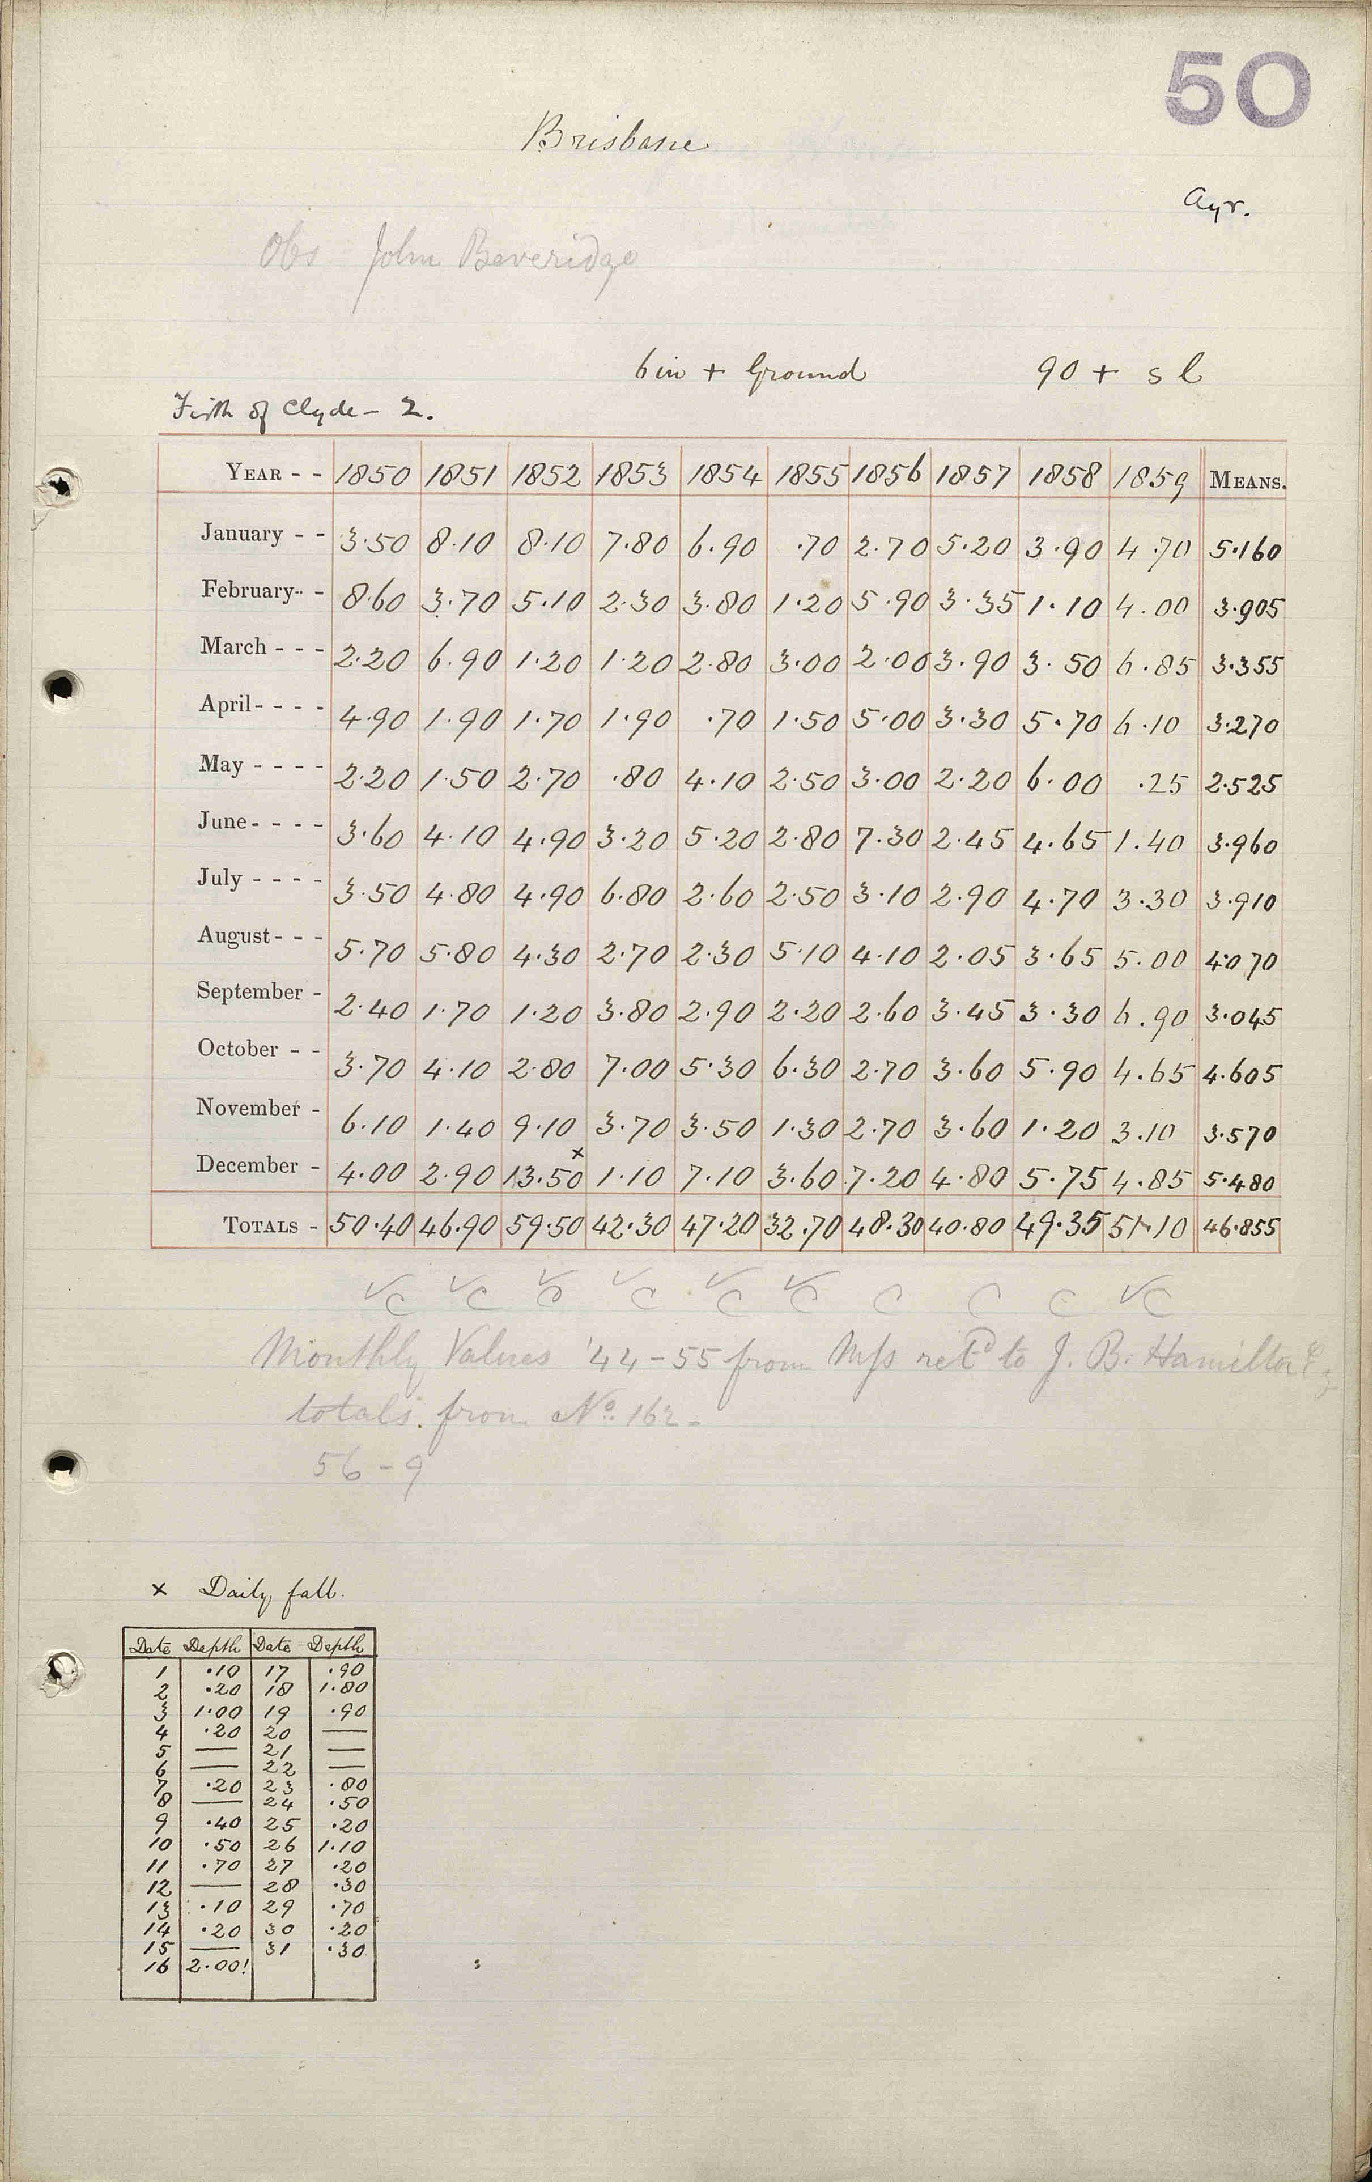 50
Brisbane
Ayr.
Obs John Beveridge
6 in + Ground 90 + s l
Firth of Clyde - 2.
YEAR - - 1850 1851 1852 1853 1854 1855 1856 1857 1858 1859 MEANS.
January - - 3.50 8.10 8.10 7.80 6.90 .70 2.70 5.20 3.90 4.70 5.160
February - - 8.60 3.70 5.10 2.30 3.80 1.20 5.90 3.35 1.10 4.00 3.905
March - - - 2.20 6.90 1.20 1.20 2.80 3.00 2.00 3.90 3.50 6.85 3.355
April - - - - 4.90 1.90 1.70 1.90 .70 1.50 5.00 3.30 5.70 6.10 3.270
May - - - - 2.20 1.50 2.70 .80 4.10 2.50 3.00 2.20 6.00 .25 2.525
June - - - - 3.60 4.10 4.90 3.20 5.20 2.80 7.30 2.45 4.65 1.40 3.960
July - - - - 3.50 4.80 4.90 6.80 2.60 2.50 3.10 2.90 4.70 3.30 3.910
August - - - 5.70 5.80 4.30 2.70 2.30 5.10 4.10 2.05 3.65 5.00 4.070
September - 2.40 1.70 1.20 3.80 2.90 2.20 2.60 3.45 3.30 6.90 3.045
October - - 3.70 4.10 2.80 7.00 5.30 6.30 2.70 3.60 5.90 4.65 4.605
November - 6.10 1.40 9.10 3.70 3.50 1.30 2.70 3.60 1.20 3.10 3.570
December - 4.00 2.90 13.50 x 1.10 7.10 3.60 7.20 4.80 5.75 4.85 5.480
TOTALS - 50.40 46.90 59.50 42.30 47.20 32.70 48.30 40.80 49.35 51.10 46.855
✓C ✓C ✓C ✓C ✓C ✓C C C C ✓C
Monthly Values '44-55 from Mss retd to J. B. Hamilton
totals from No. 162-
56-9
x Daily fall.
Date Depth Date Depth
1 .10 17 .90
2 .20 18 1.80
3 1.00 19 .90
4 .20 20 —
5 — 21 —
6 — 22 —
7 .20 23 .80
8 — 24 .50
9 .40 25 .20
10 .50 26 1.10
11 .70 27 .20
12 — 28 .30
13 .10 29 .70
14 .20 30 .20
15 — 31 .30
16 2.00!